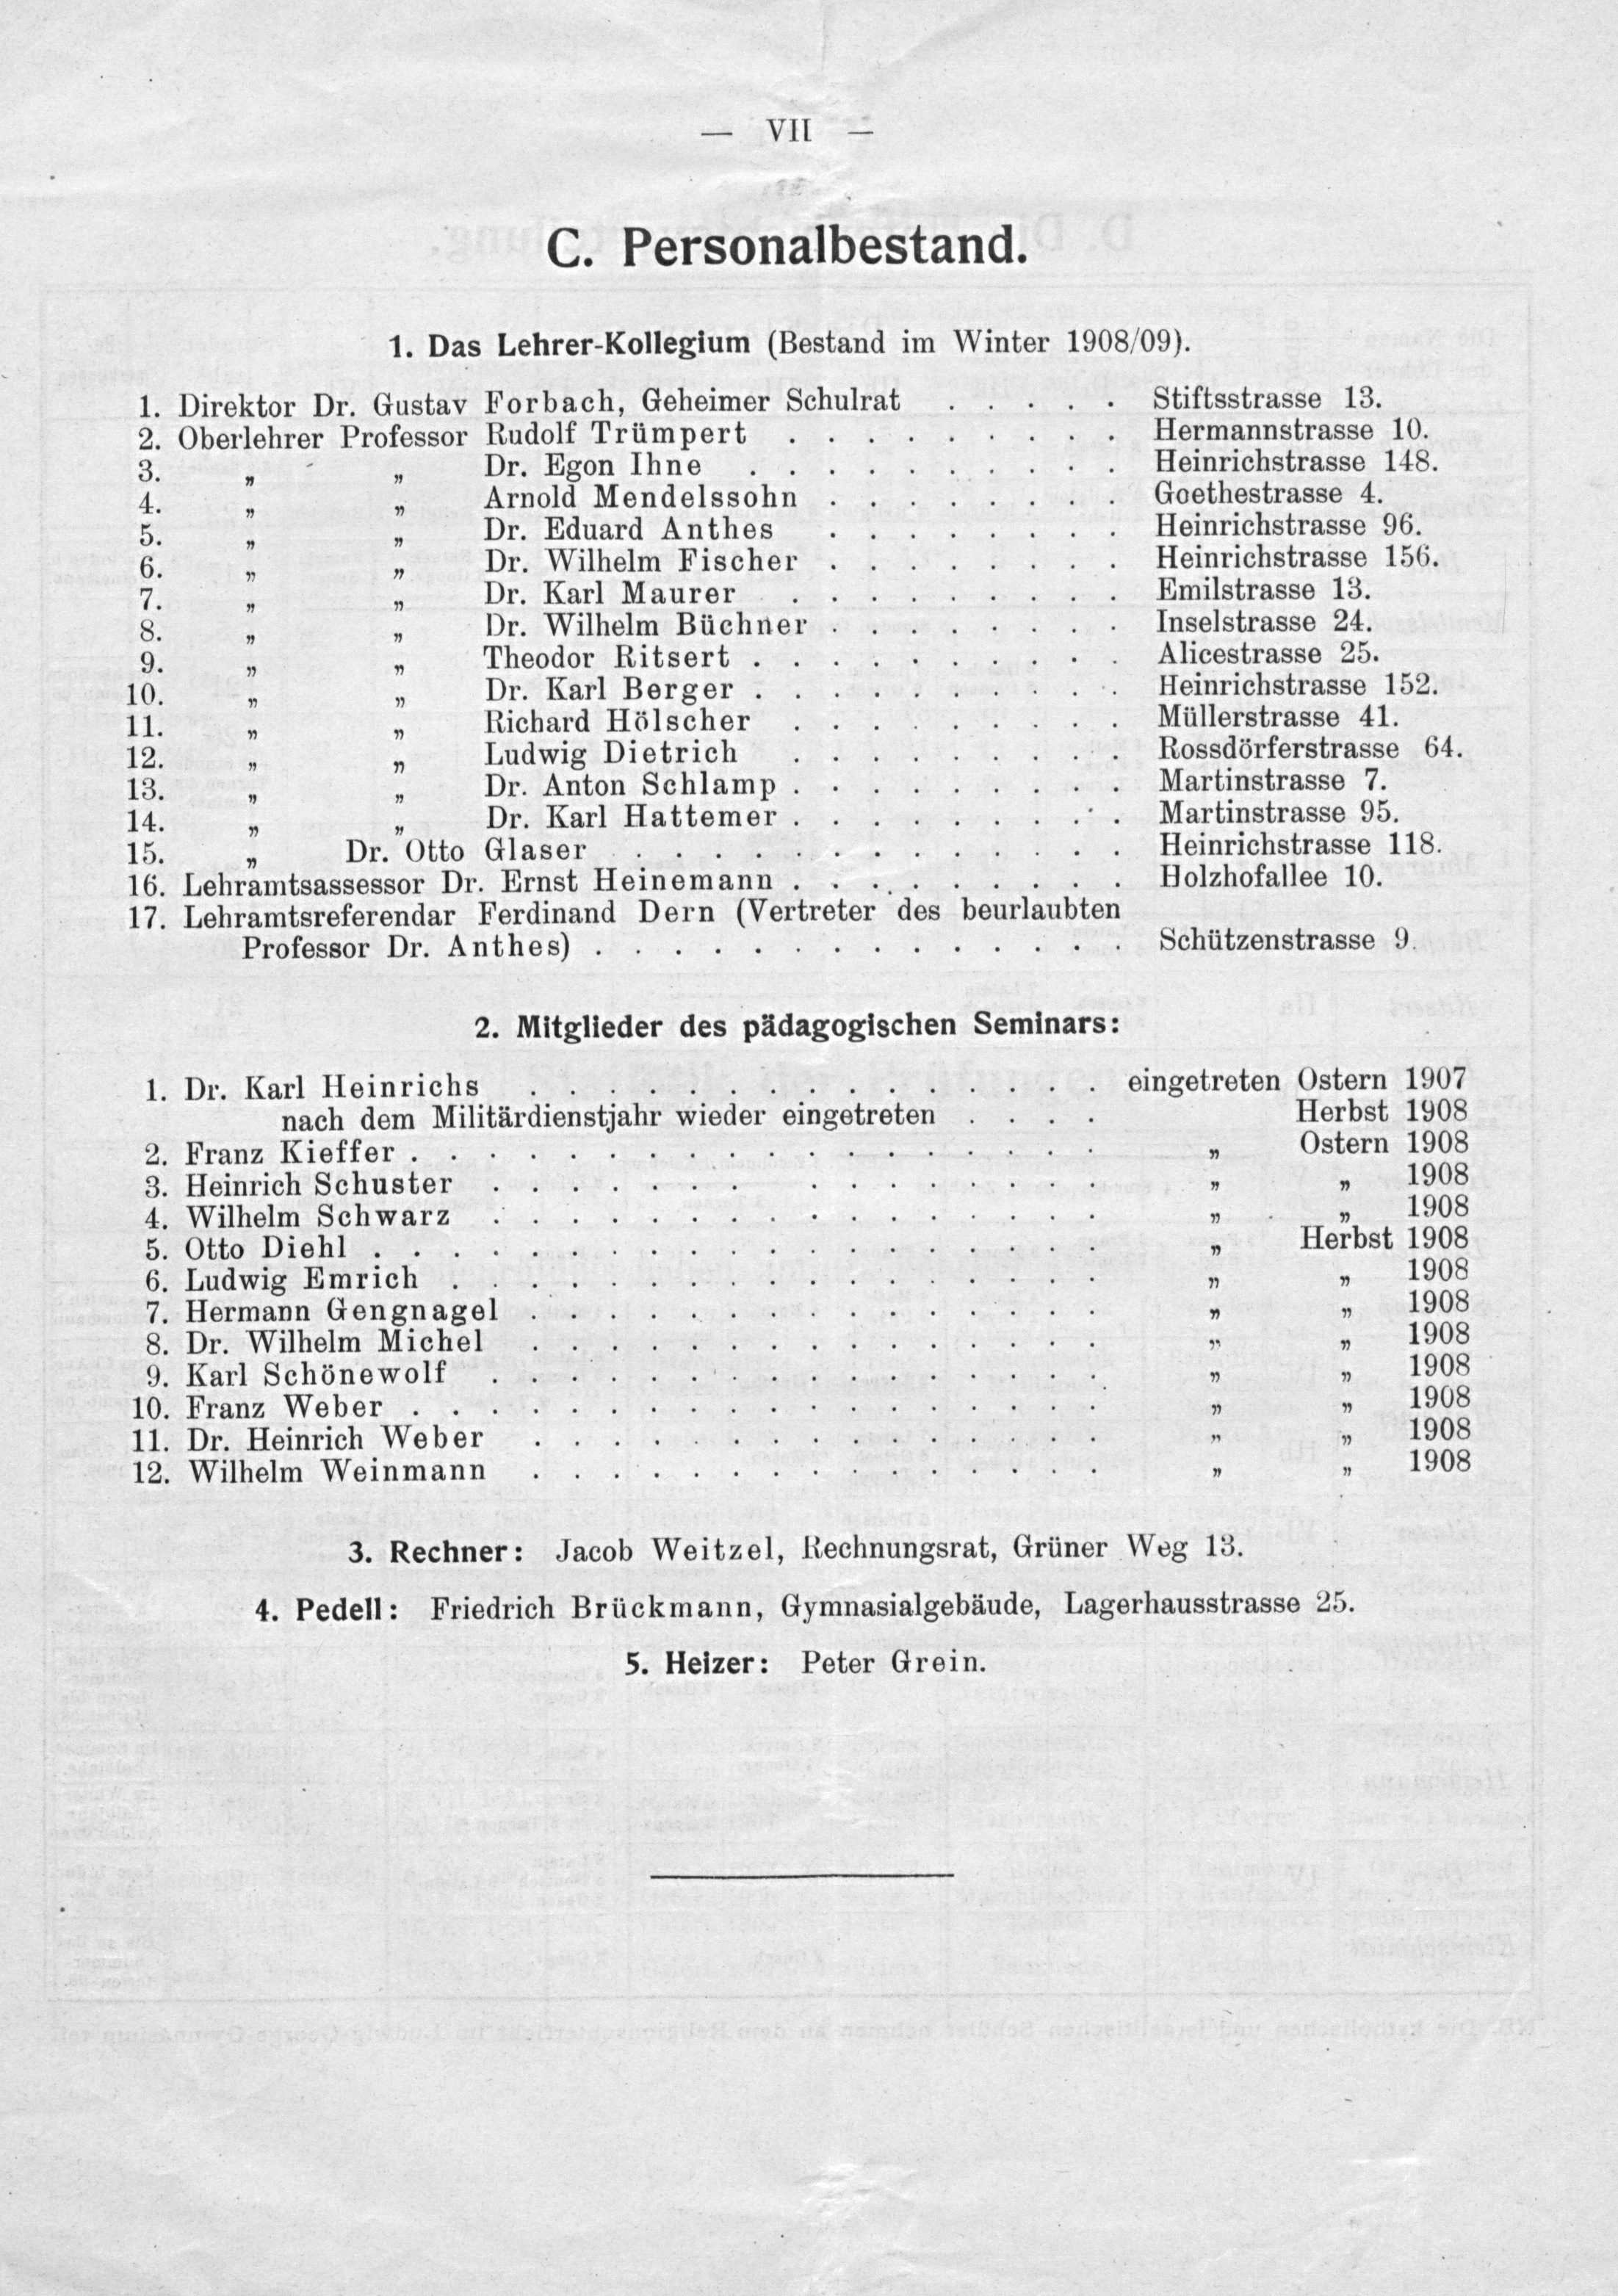 — VII —
C. Personalbestand.
1. Das Lehrer-Kollegium (Bestand im Winter 1908/09).
1. Direktor Dr. Gustav Forbach, Geheimer Schulrat . . . . . Stiftsstrasse 13.
2. Oberlehrer Professor Rudolf Trümpert . . . . . . . . . Hermannstrasse 10.
3. „ „ Dr. Egon Ihne . . . . . . . . . . Heinrichstrasse 148.
4. „ „ Arnold Mendelssohn . . . . . . . . Goethestrasse 4.
5. „ „ Dr. Eduard Anthes . . . . . . . . Heinrichstrasse 96.
6. „ „ Dr. Wilhelm Fischer . . . . . . . . Heinrichstrasse 156.
7. „ „ Dr. Karl Maurer . . . . . . . . . Emilstrasse 13.
8. „ „ Dr. Wilhelm Büchner . . . . . . . . Inselstrasse 24.
9. „ „ Theodor Ritsert . . . . . . . . . . Alicestrasse 25.
10. „ „ Dr. Karl Berger . . . . . . . . . . Heinrichstrasse 152.
11. „ „ Richard Hölscher . . . . . . . . . Müllerstrasse 41.
12. „ „ Ludwig Dietrich . . . . . . . . . Rossdörferstrasse 64.
13. „ „ Dr. Anton Schlamp . . . . . . . . . Martinstrasse 7.
14. „ „ Dr. Karl Hattemer . . . . . . . . . Martinstrasse 95.
15. „ Dr. Otto Glaser . . . . . . . . . . . . . Heinrichstrasse 118.
16. Lehramtsassessor Dr. Ernst Heinemann . . . . . . . . . Holzhofallee 10.
17. Lehramtsreferendar Ferdinand Dern (Vertreter des beurlaubten
Professor Dr. Anthes) . . . . . . . . . . . . . . Schützenstrasse 9.
2. Mitglieder des pädagogischen Seminars:
1. Dr. Karl Heinrichs . . . . . . . . . . . . . . . eingetreten Ostern 1907
nach dem Militärdienstjahr wieder eingetreten . . . . Herbst 1908
2. Franz Kieffer . . . . . . . . . . . . . . . . . . „ Ostern 1908
3. Heinrich Schuster . . . . . . . . . . . . . . . „ „ 1908
4. Wilhelm Schwarz . . . . . . . . . . . . . . . . „ „ 1908
5. Otto Diehl . . . . . . . . . . . . . . . . . . . „ Herbst 1908
6. Ludwig Emrich . . . . . . . . . . . . . . . . . „ „ 1908
7. Hermann Gengnagel . . . . . . . . . . . . . . . „ „ 1908
8. Dr. Wilhelm Michel . . . . . . . . . . . . . . . „ „ 1908
9. Karl Schönewolf . . . . . . . . . . . . . . . . „ „ 1908
10. Franz Weber . . . . . . . . . . . . . . . . . . „ „ 1908
11. Dr. Heinrich Weber . . . . . . . . . . . . . . . „ „ 1908
12. Wilhelm Weinmann . . . . . . . . . . . . . . . „ „ 1908
3. Rechner: Jacob Weitzel, Rechnungsrat, Grüner Weg 13.
4. Pedell: Friedrich Brückmann, Gymnasialgebäude, Lagerhausstrasse 25.
5. Heizer: Peter Grein.